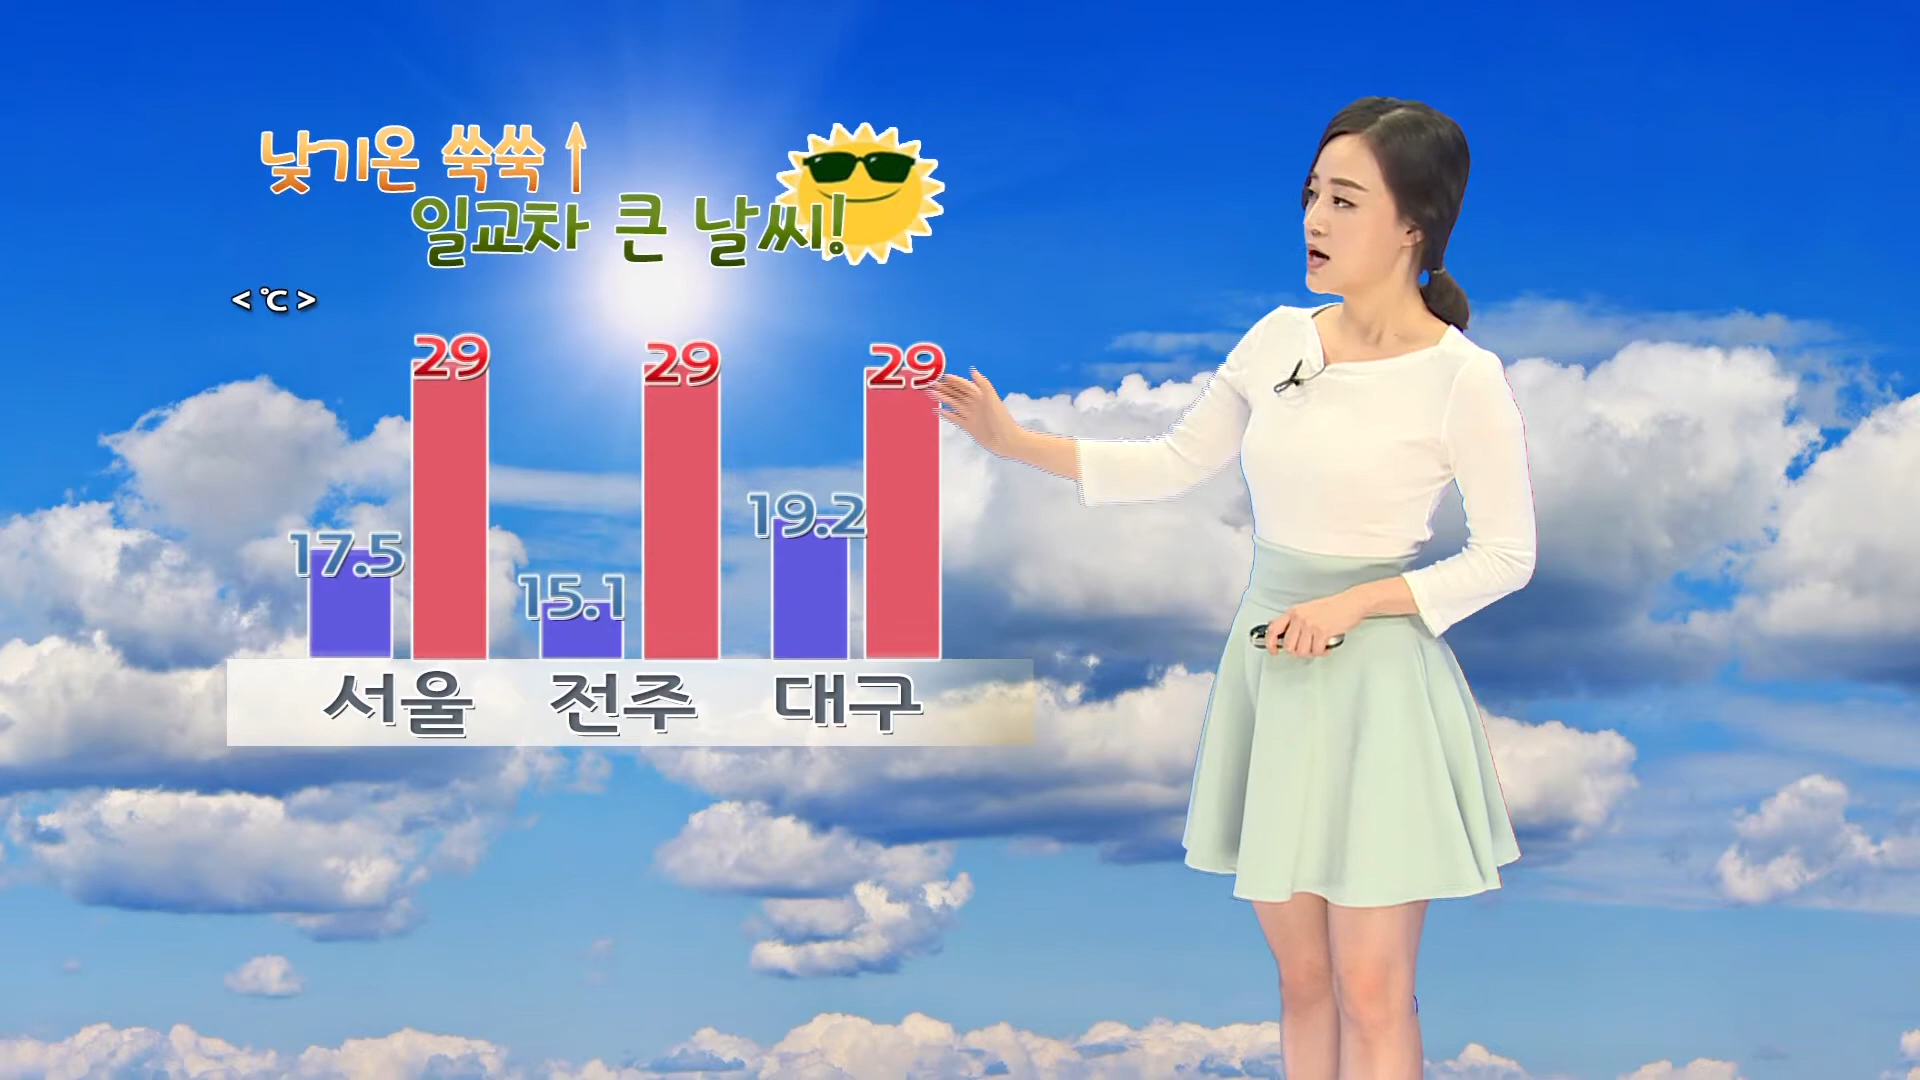 낮기온 쑥쑥↑
일교차 큰 날씨!
<℃>
29 29 29
17.5 15.1 19.2
서울 전주 대구